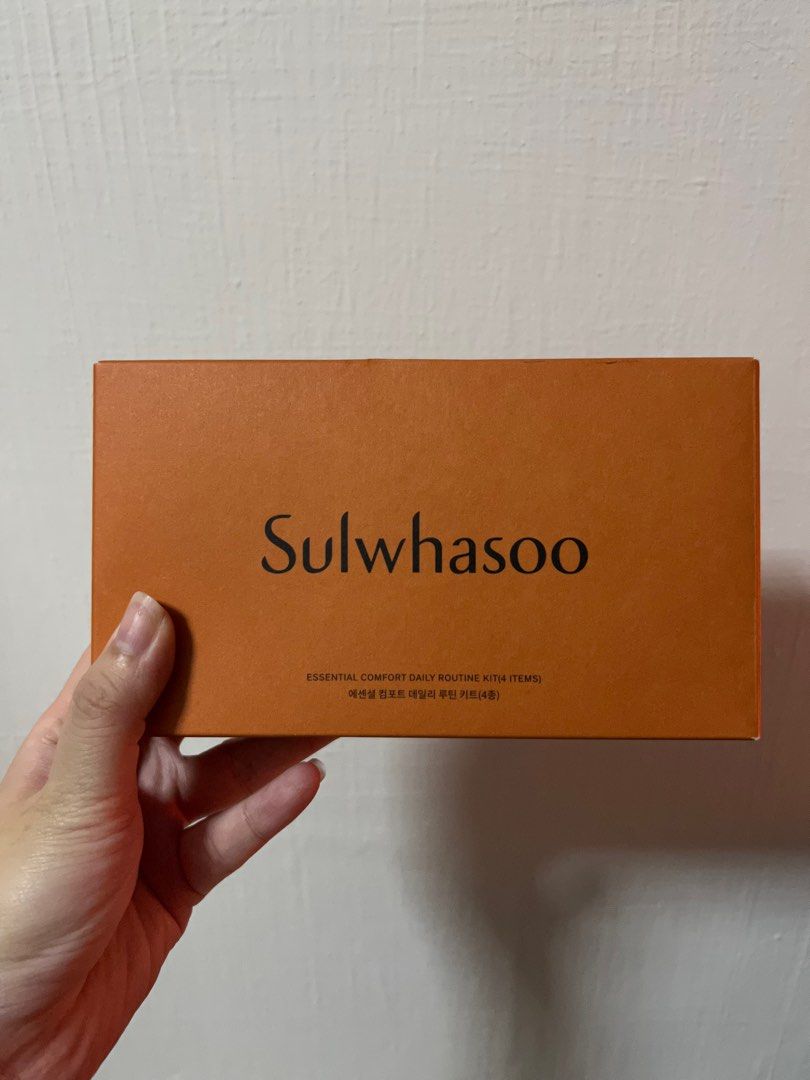 Sulwhasoo
ESSENTIAL COMFORT DAILY ROUTINE KIT(4 ITEMS)
에센셜 컴포트 데일리 루틴 키트(4종)